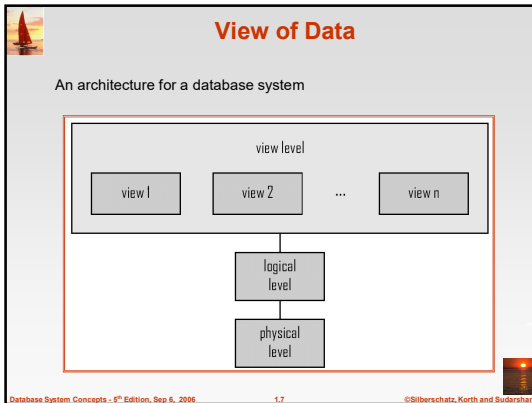 View of Data
An architecture for a database system
view level
view 1 view 2 ... view n
logical
level
physical
level
Database System Concepts - 5th Edition, Sep 6, 2006 1.7 ©Silberschatz, Korth and Sudarshan